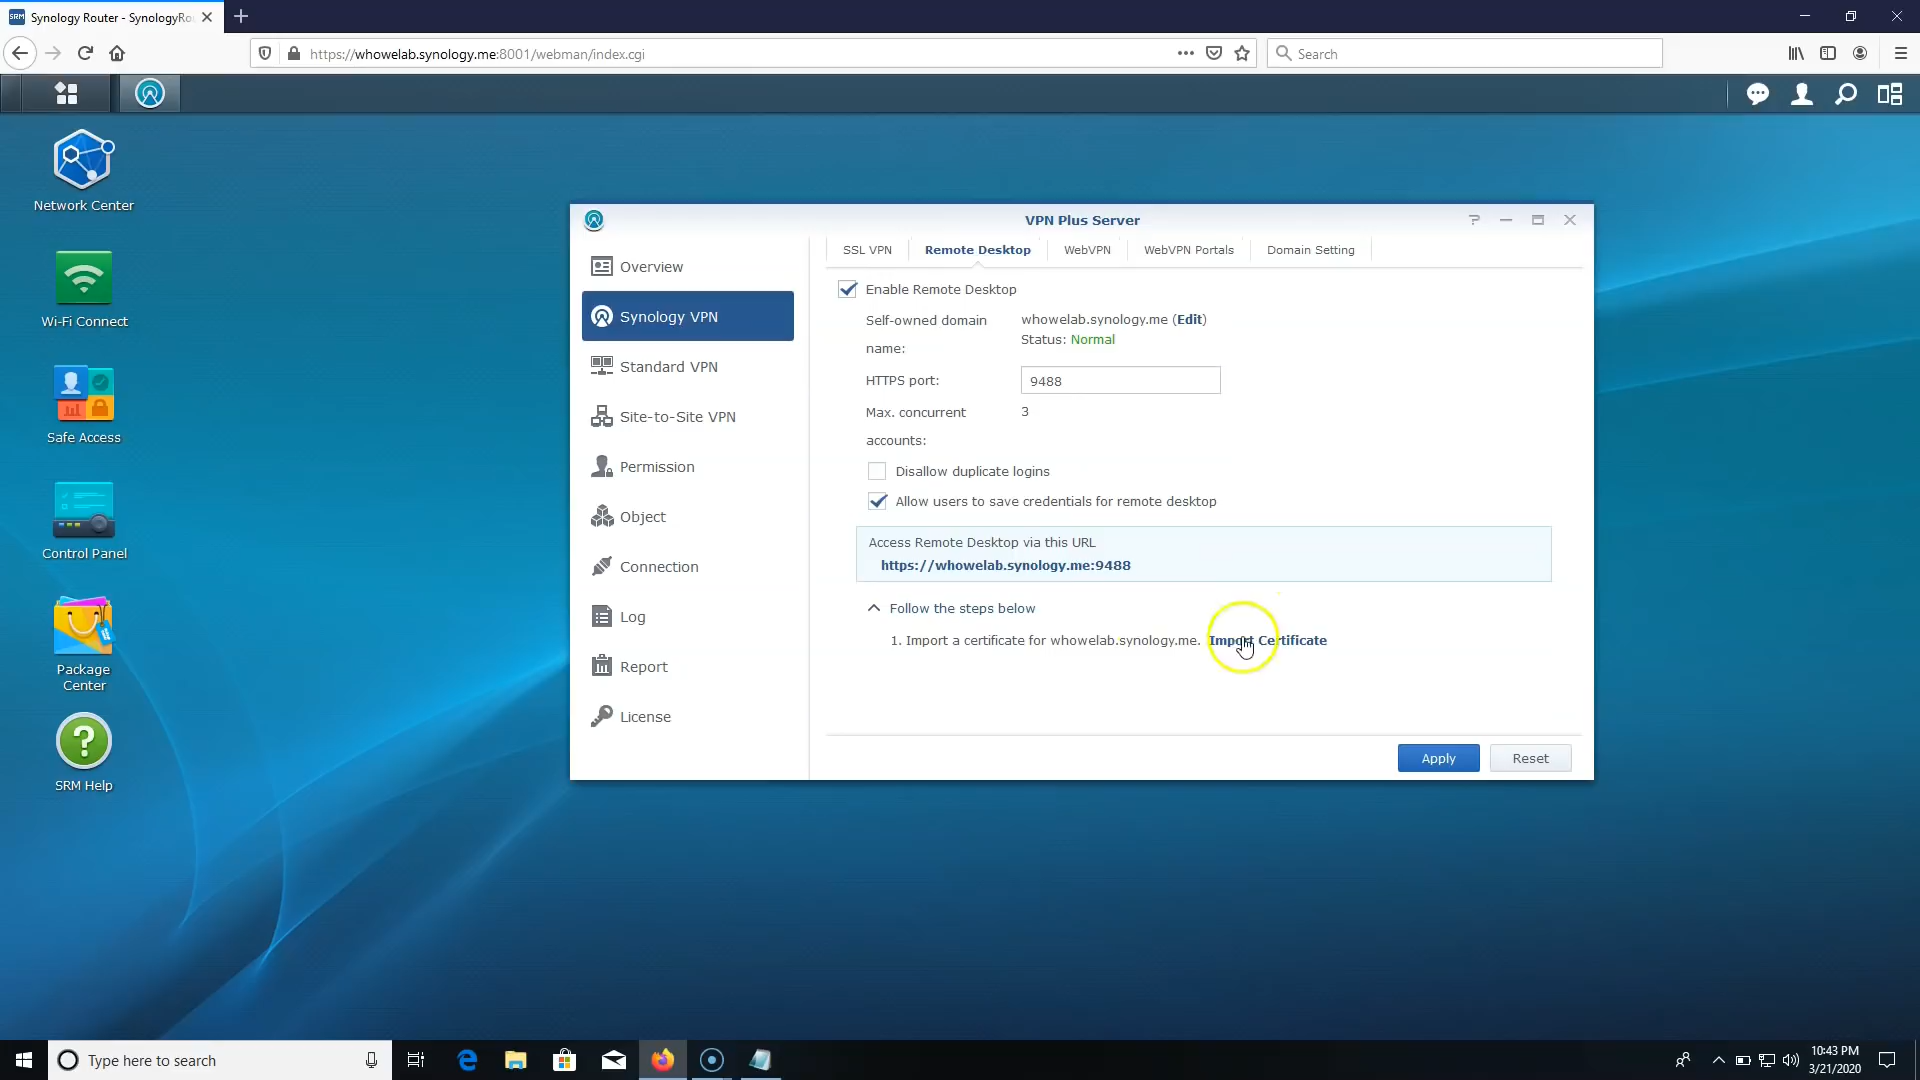 SRM Synology Router - SynologyRo
https://whowelab.synology.me:8001/webman/index.cgi
Search
VPN Plus Server
Network Center
Wi-Fi Connect
Safe Access
Control Panel
Package
Center
SRM Help
Overview
Synology VPN
Standard VPN
Site-to-Site VPN
Permission
Object
Connection
Log
Report
License
SSL VPN Remote Desktop WebVPN WebVPN Portals Domain Setting
Enable Remote Desktop
Self-owned domain name: whowelab.synology.me (Edit)
Status: Normal
HTTPS port: 9488
Max. concurrent accounts: 3
Disallow duplicate logins
Allow users to save credentials for remote desktop
Access Remote Desktop via this URL
https://whowelab.synology.me:9488
Follow the steps below
1. Import a certificate for whowelab.synology.me. Import Certificate
Apply Reset
Type here to search
10:43 PM
3/21/2020